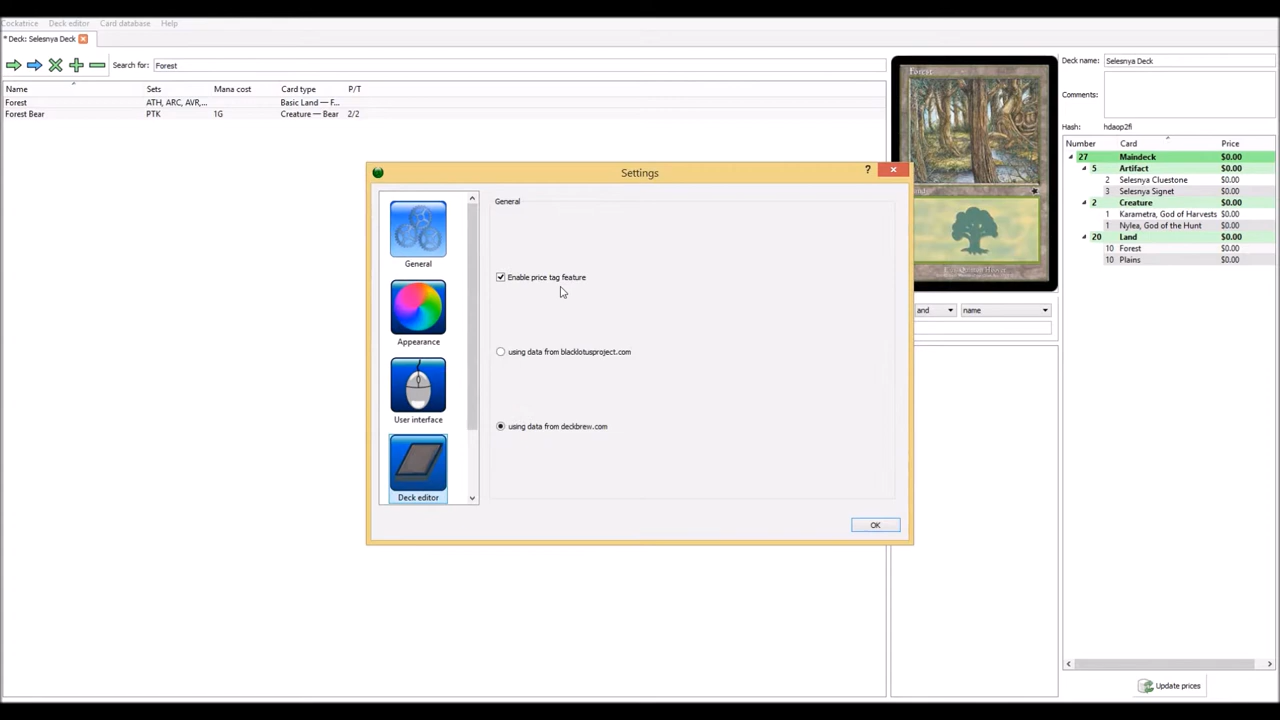 Cockatrice Deck editor Card database Help
* Deck: Selesnya Deck
Search for: Forest
Name Sets Mana cost Card type P/T
Forest ATH, ARC, AVR,... Basic Land — F...
Forest Bear PTK 1G Creature — Bear 2/2
Forest
Deck name: Selesnya Deck
Comments:
Hash: hdaop2fi
Number Card Price
27 Maindeck $0.00
5 Artifact $0.00
2 Selesnya Cluestone $0.00
3 Selesnya Signet $0.00
2 Creature $0.00
1 Karametra, God of Harvests $0.00
1 Nylea, God of the Hunt $0.00
20 Land $0.00
10 Forest $0.00
10 Plains $0.00
and name
Update prices
Settings
?
General
Appearance
User interface
Deck editor
General
Enable price tag feature
using data from blacklotusproject.com
using data from deckbrew.com
OK